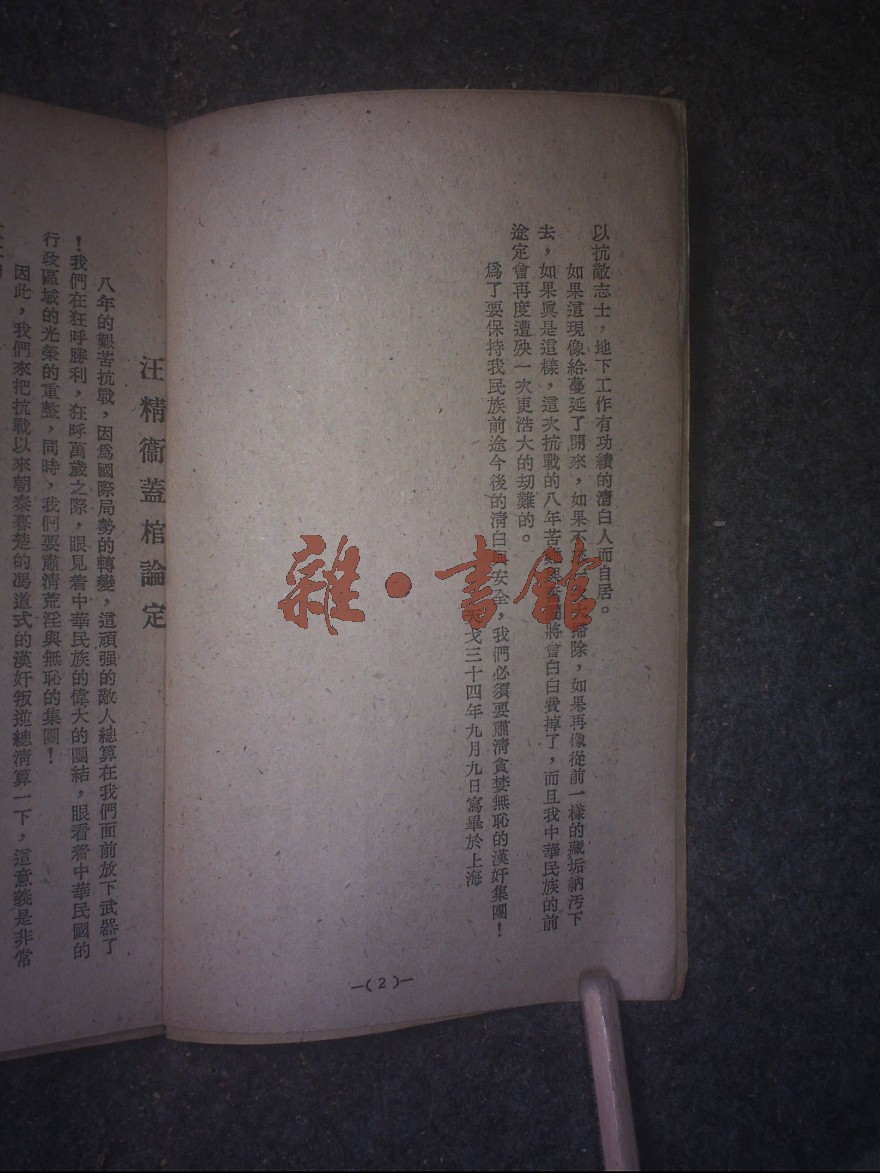 以抗敵志士，地下工作有功績的清白人而自居。
如果這現像給蔓延了開來，如果不掃除，如果再像從前一樣的藏垢納汚下
去，如果眞是這樣，這次抗戰的八年苦將會白白費掉了，而且我中華民族的前
途定會再度遭殃一次更浩大的刧難的。
爲了要保持我民族前途今後的清白與安全，我們必須要肅清貪婪無恥的漢奸集團！
戈三十四年九月九日寫畢於上海
—(2)—
雜·書館
汪精衞蓋棺論定
八年的艱苦抗戰，因爲國際局勢的轉變，這頑强的敵人總算在我們面前放下武器了
！我們在狂呼勝利，狂呼萬歲之際，眼見着中華民族的偉大的團結，眼看着中華民國的
行政區域的光榮的重整，同時，我們要肅清荒淫與無恥的集團！
因此，我們來把抗戰以來朝秦暮楚的馮道式的漢奸叛逆總清算一下，這意義是非常